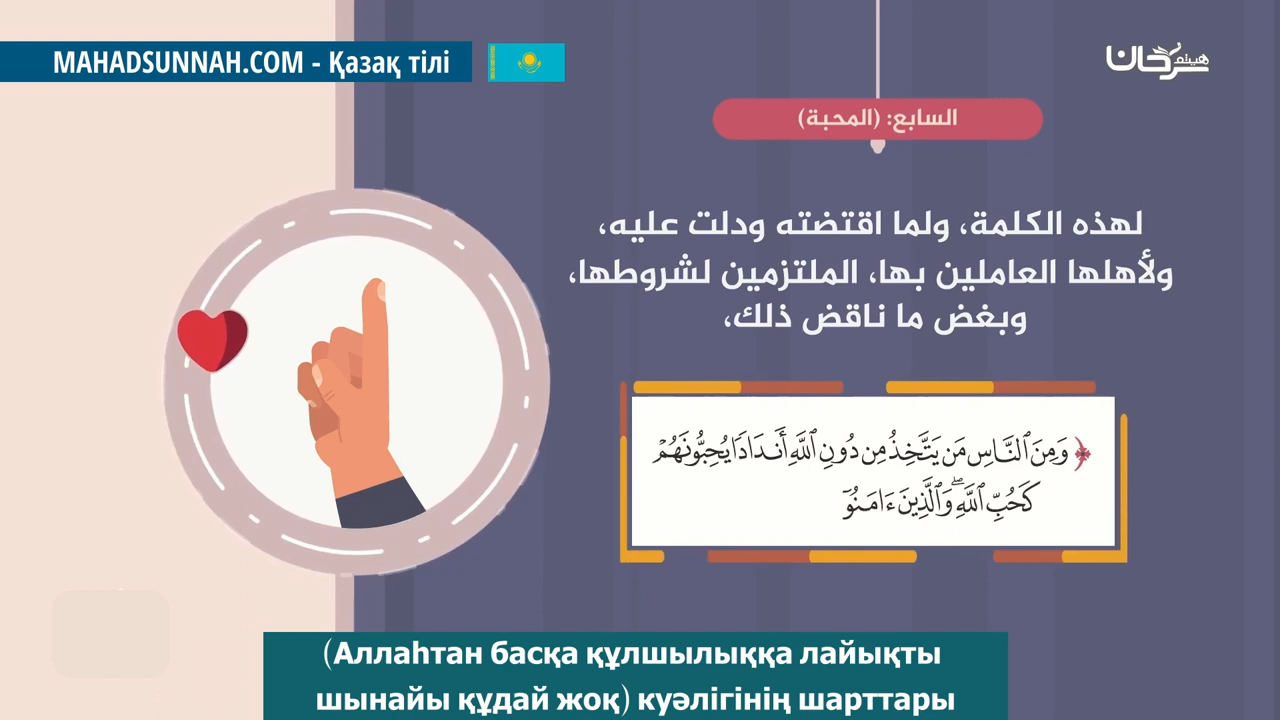 MAHADSUNNAH.COM - Қазақ тілі
هيثم سرحان
السابع: (المحبة)
لهذه الكلمة، ولما اقتضته ودلت عليه،
ولأهلها العاملين بها، الملتزمين لشروطها،
وبغض ما ناقض ذلك،
﴿وَمِنَ ٱلنَّاسِ مَن يَتَّخِذُ مِن دُونِ ٱللَّهِ أَندَادٗا يُحِبُّونَهُمۡ
كَحُبِّ ٱللَّهِۖ وَٱلَّذِينَ ءَامَنُوٓ
(Аллаһтан басқа құлшылыққа лайықты
шынайы құдай жоқ) куәлігінің шарттары